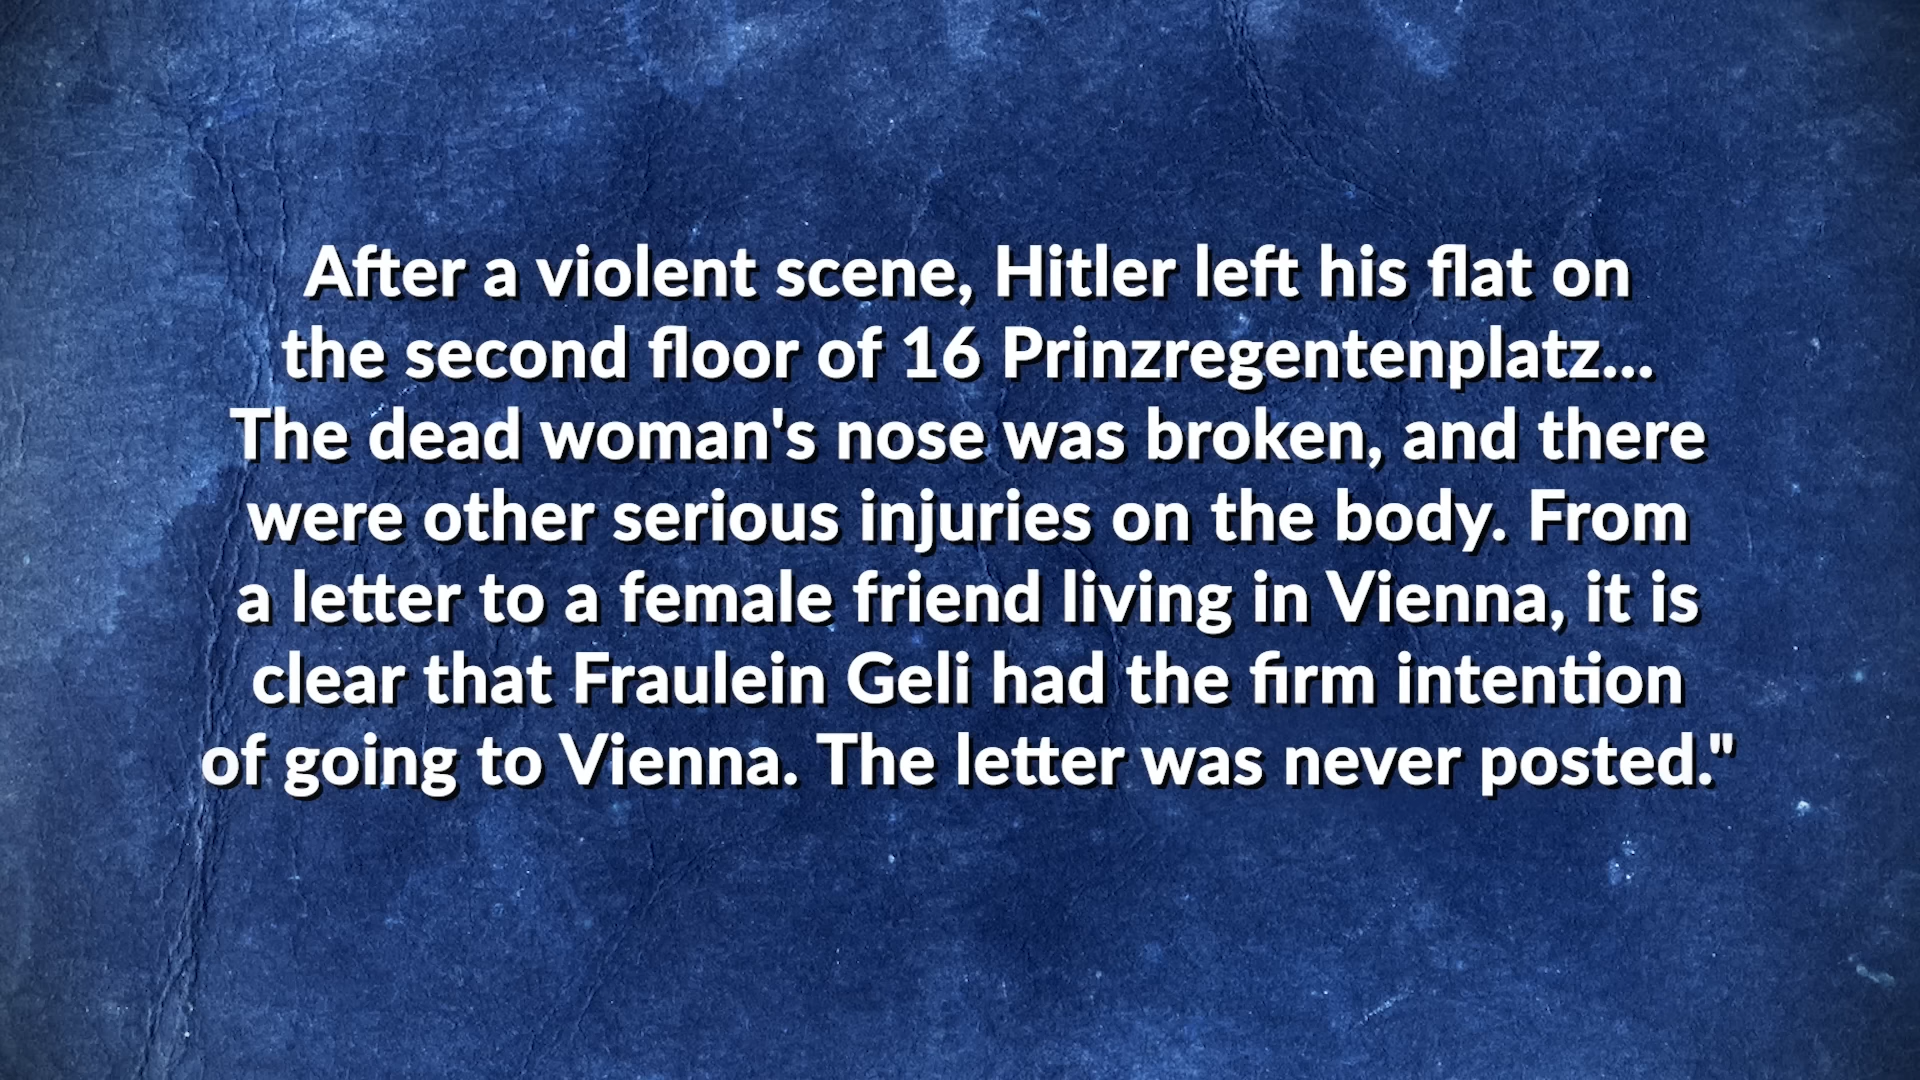 After a violent scene, Hitler left his flat on
the second floor of 16 Prinzregentenplatz...
The dead woman's nose was broken, and there
were other serious injuries on the body. From
a letter to a female friend living in Vienna, it is
clear that Fraulein Geli had the firm intention
of going to Vienna. The letter was never posted."